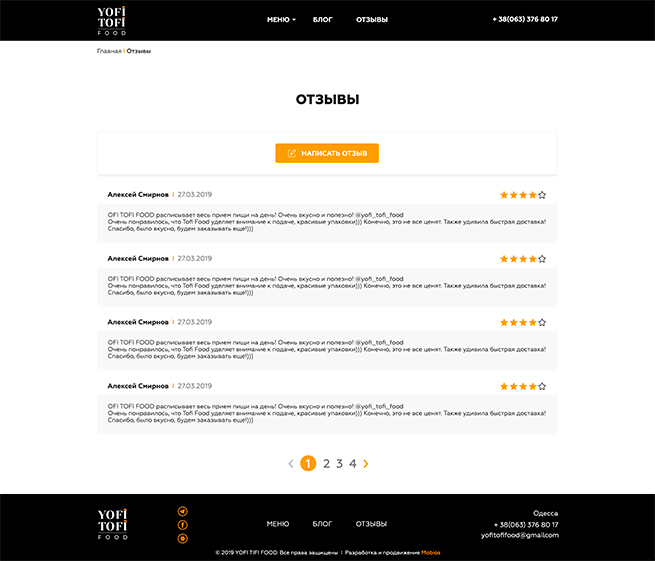 YOFI
TOFI
FOOD
МЕНЮ
БЛОГ
ОТЗЫВЫ
+ 38(063) 376 80 17
Главная I Отзывы
ОТЗЫВЫ
НАПИСАТЬ ОТЗЫВ
Алексей Смирнов I 27.03.2019
OFI TOFI FOOD расписывает весь прием пищи на день! Очень вкусно и полезно! @yofi_tofi_food
Очень понравилось, что Tofi Food уделяет внимание к подаче, красивые упаковки))) Конечно, это не все ценят. Также удивила быстрая доставка!
Спасибо, было вкусно, будем заказывать еще!)))
Алексей Смирнов I 27.03.2019
OFI TOFI FOOD расписывает весь прием пищи на день! Очень вкусно и полезно! @yofi_tofi_food
Очень понравилось, что Tofi Food уделяет внимание к подаче, красивые упаковки))) Конечно, это не все ценят. Также удивила быстрая доставка!
Спасибо, было вкусно, будем заказывать еще!)))
Алексей Смирнов I 27.03.2019
OFI TOFI FOOD расписывает весь прием пищи на день! Очень вкусно и полезно! @yofi_tofi_food
Очень понравилось, что Tofi Food уделяет внимание к подаче, красивые упаковки))) Конечно, это не все ценят. Также удивила быстрая доставка!
Спасибо, было вкусно, будем заказывать еще!)))
Алексей Смирнов I 27.03.2019
OFI TOFI FOOD расписывает весь прием пищи на день! Очень вкусно и полезно! @yofi_tofi_food
Очень понравилось, что Tofi Food уделяет внимание к подаче, красивые упаковки))) Конечно, это не все ценят. Также удивила быстрая доставка!
Спасибо, было вкусно, будем заказывать еще!)))
1 2 3 4
YOFI
TOFI
FOOD
МЕНЮ
БЛОГ
ОТЗЫВЫ
Одесса
+ 38(063) 376 80 17
yofitofifood@gmail.com
© 2019 YOFI TIFI FOOD. Все права защищены I Разработка и продвижение Mobios